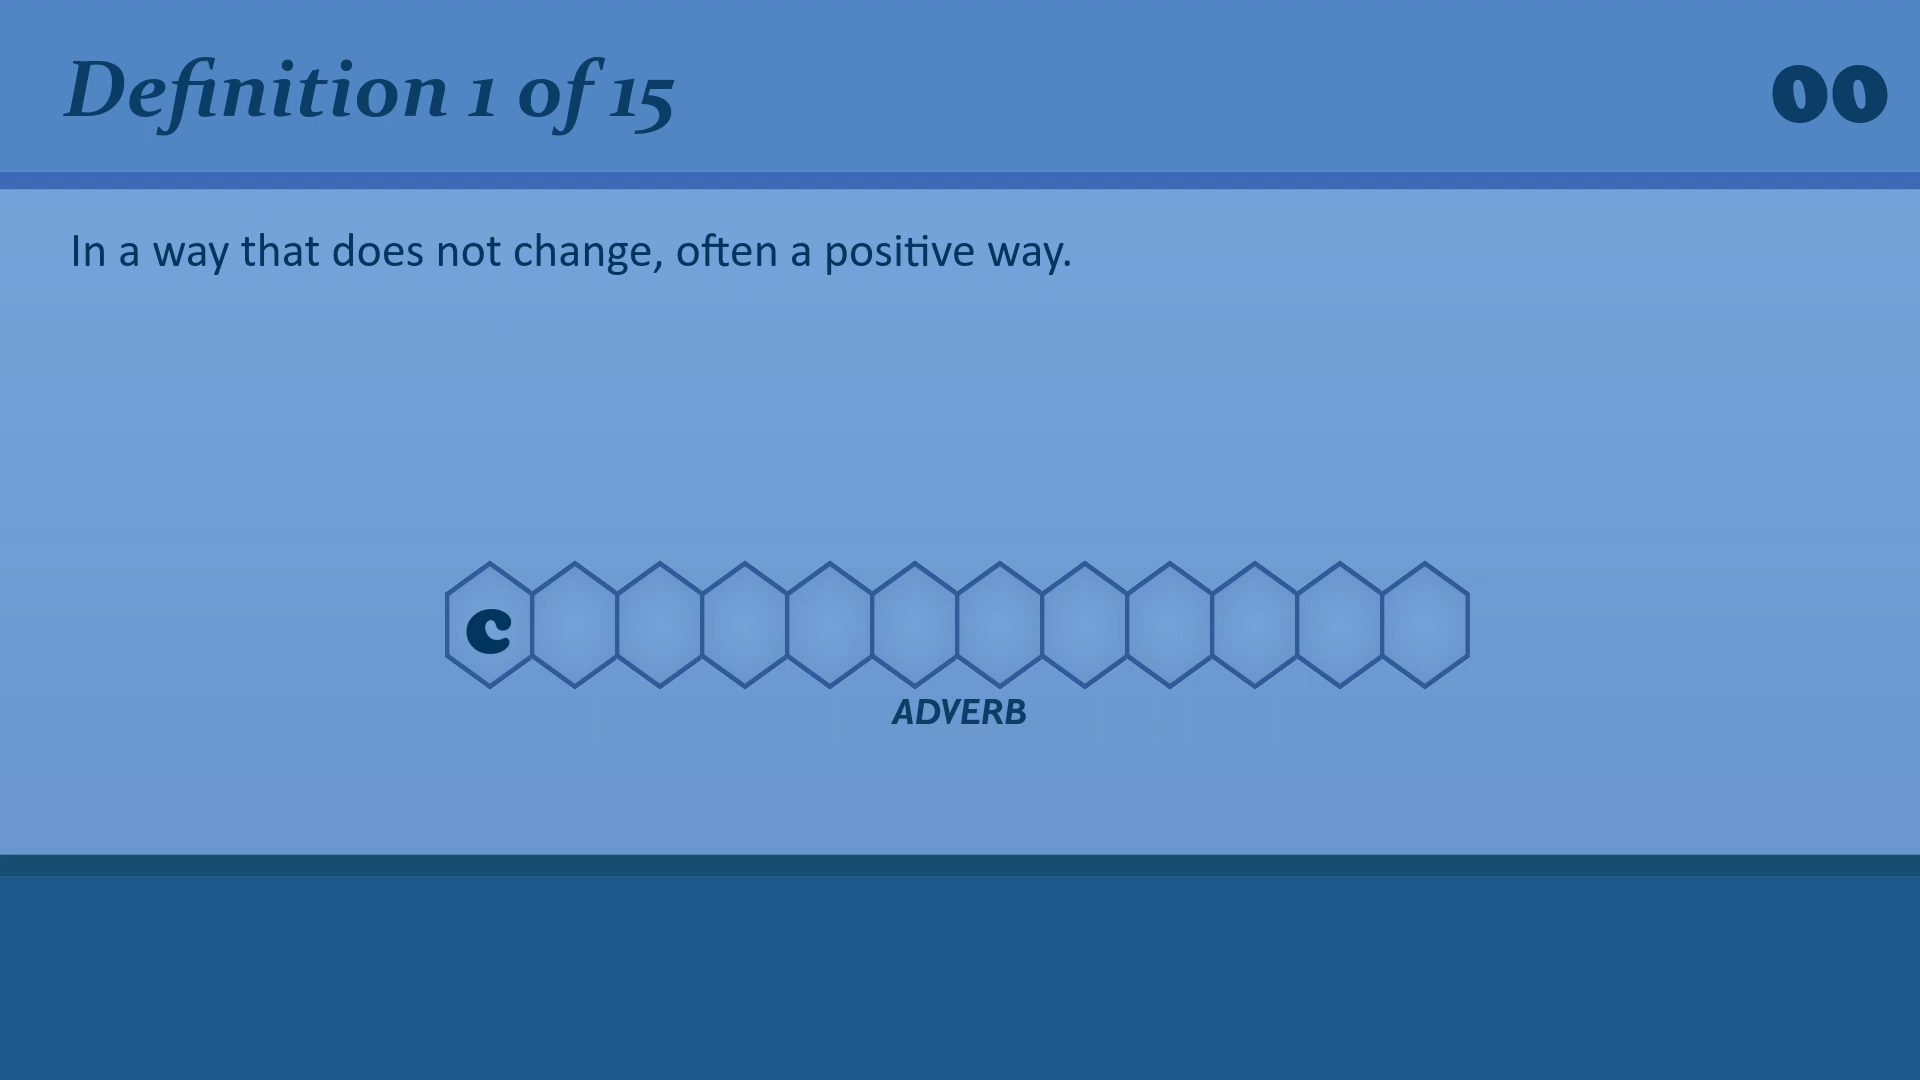 Definition 1 of 15
00
In a way that does not change, often a positive way.
C
ADVERB